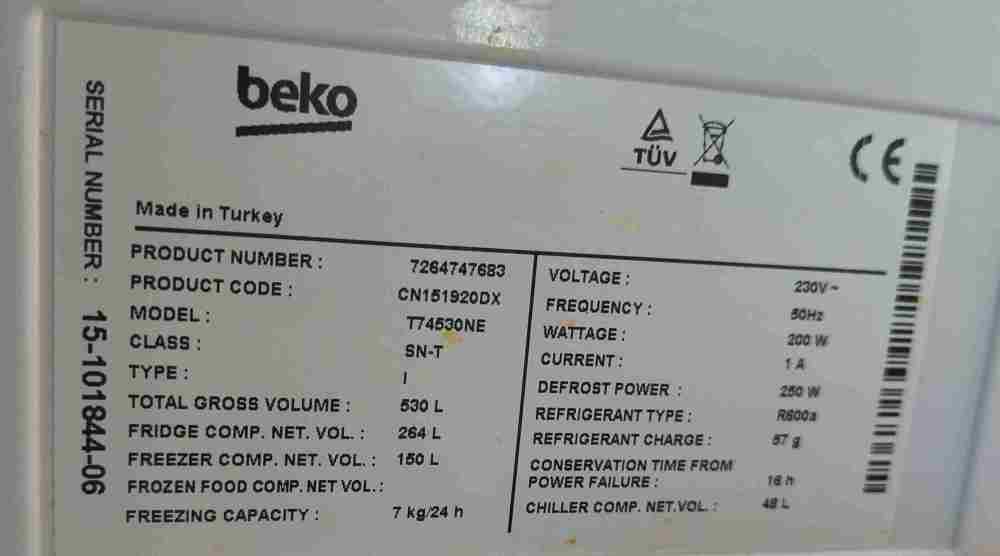 beko
TÜV
CE
SERIAL NUMBER : 15-101844-06
Made in Turkey
PRODUCT NUMBER : 7264747683
PRODUCT CODE : CN151920DX
MODEL : T74530NE
CLASS : SN-T
TYPE : I
TOTAL GROSS VOLUME : 530 L
FRIDGE COMP. NET. VOL. : 264 L
FREEZER COMP. NET. VOL. : 150 L
FROZEN FOOD COMP. NET VOL.:
FREEZING CAPACITY : 7 kg/24 h
VOLTAGE : 230V ~
FREQUENCY : 50Hz
WATTAGE : 200 W
CURRENT : 1 A
DEFROST POWER : 250 W
REFRIGERANT TYPE : R600a
REFRIGERANT CHARGE : g
CONSERVATION TIME FROM
POWER FAILURE : 16 h
CHILLER COMP. NET.VOL. : 48 L